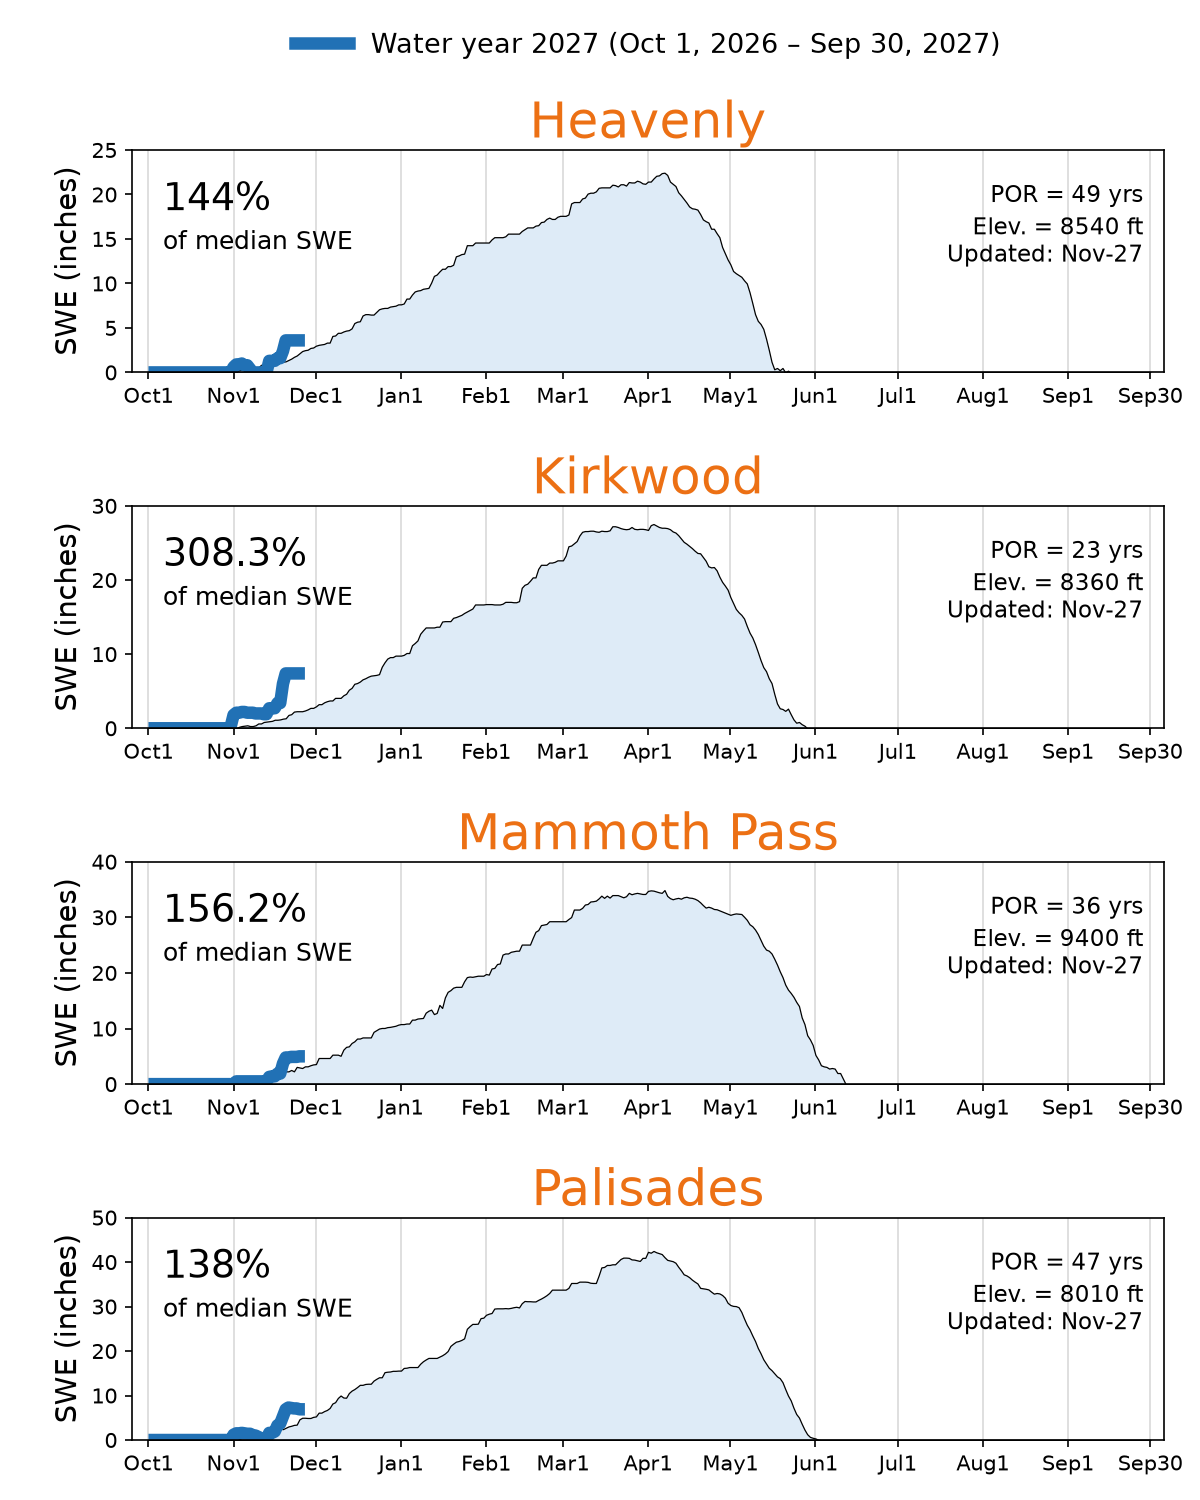 Water year 2027 (Oct 1, 2026 – Sep 30, 2027)
Heavenly
SWE (inches)
25
20
15
10
5
0
144%
of median SWE
POR = 49 yrs
Elev. = 8540 ft
Updated: Nov-27
Oct1 Nov1 Dec1 Jan1 Feb1 Mar1 Apr1 May1 Jun1 Jul1 Aug1 Sep1 Sep30
Kirkwood
SWE (inches)
30
20
10
0
308.3%
of median SWE
POR = 23 yrs
Elev. = 8360 ft
Updated: Nov-27
Oct1 Nov1 Dec1 Jan1 Feb1 Mar1 Apr1 May1 Jun1 Jul1 Aug1 Sep1 Sep30
Mammoth Pass
SWE (inches)
40
30
20
10
0
156.2%
of median SWE
POR = 36 yrs
Elev. = 9400 ft
Updated: Nov-27
Oct1 Nov1 Dec1 Jan1 Feb1 Mar1 Apr1 May1 Jun1 Jul1 Aug1 Sep1 Sep30
Palisades
SWE (inches)
50
40
30
20
10
0
138%
of median SWE
POR = 47 yrs
Elev. = 8010 ft
Updated: Nov-27
Oct1 Nov1 Dec1 Jan1 Feb1 Mar1 Apr1 May1 Jun1 Jul1 Aug1 Sep1 Sep30